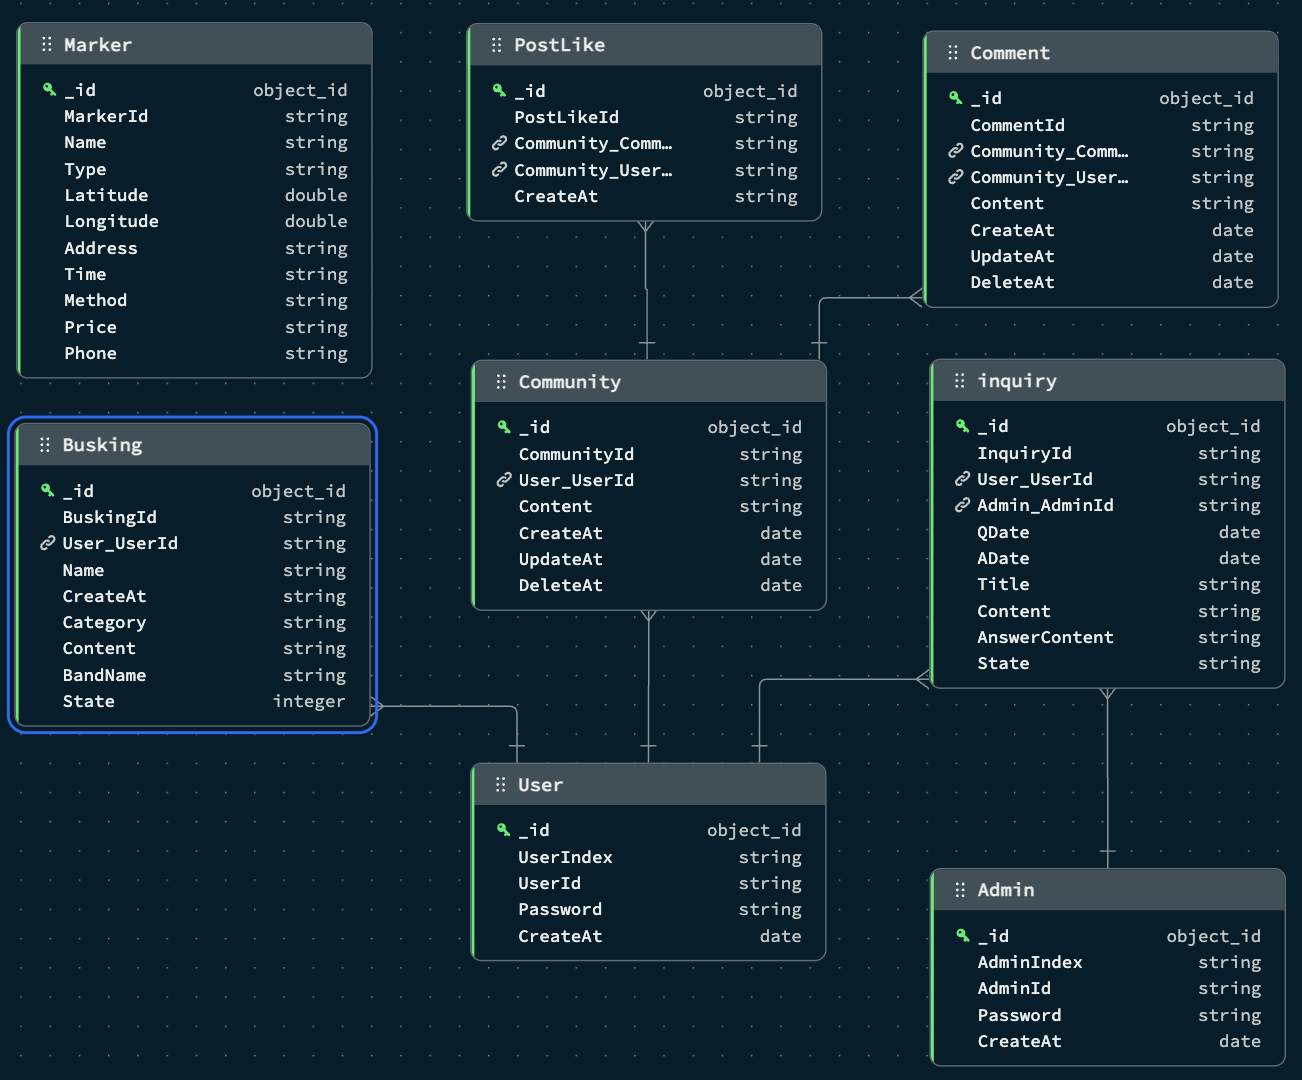 Marker
_id object_id
MarkerId string
Name string
Type string
Latitude double
Longitude double
Address string
Time string
Method string
Price string
Phone string
PostLike
_id object_id
PostLikeId string
Community_Comm… string
Community_User… string
CreateAt string
Comment
_id object_id
CommentId string
Community_Comm… string
Community_User… string
Content string
CreateAt date
UpdateAt date
DeleteAt date
Busking
_id object_id
BuskingId string
User_UserId string
Name string
CreateAt string
Category string
Content string
BandName string
State integer
Community
_id object_id
CommunityId string
User_UserId string
Content string
CreateAt date
UpdateAt date
DeleteAt date
inquiry
_id object_id
InquiryId string
User_UserId string
Admin_AdminId string
QDate date
ADate date
Title string
Content string
AnswerContent string
State string
User
_id object_id
UserIndex string
UserId string
Password string
CreateAt date
Admin
_id object_id
AdminIndex string
AdminId string
Password string
CreateAt date